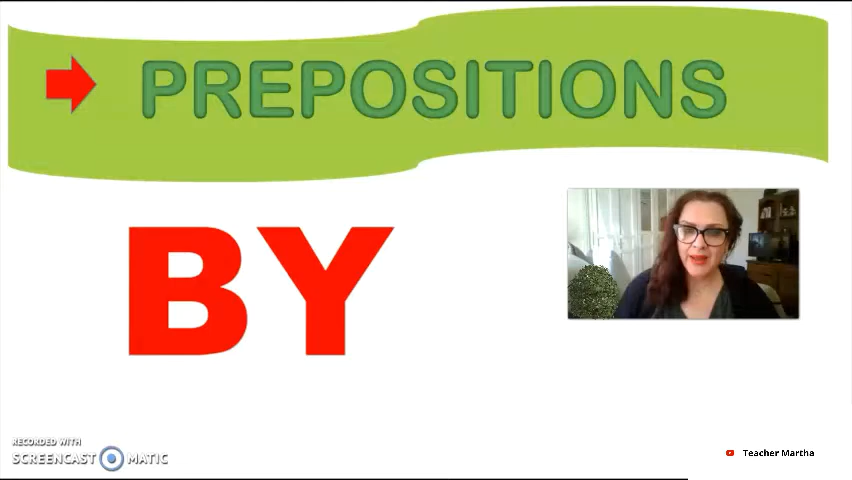 PREPOSITIONS
BY
RECORDED WITH
SCREENCAST MATIC
Teacher Martha